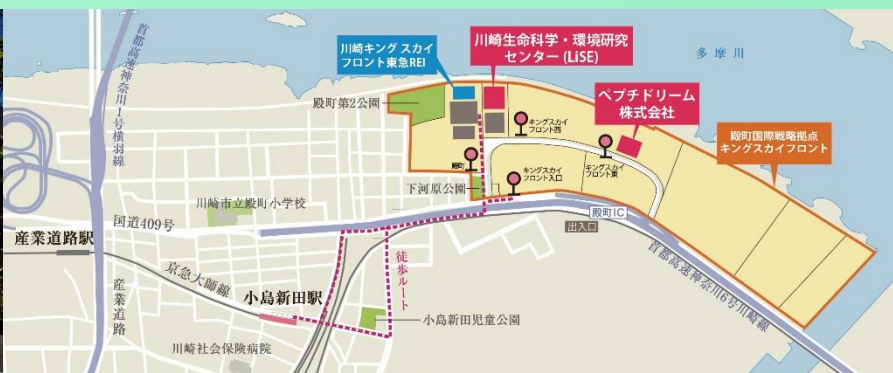 首都高速神奈川1号横羽線
川崎キング スカイ
フロント東急REI
川崎生命科学・環境研究
センター (LiSE)
多摩川
殿町第2公園
ペプチドリーム
株式会社
キングスカイ
フロント西
殿町国際戦略拠点
キングスカイフロント
殿町
キングスカイ
フロント東
キングスカイ
フロント入口
下河原公園
川崎市立殿町小学校
国道409号
殿町IC
出入口
産業道路駅
京急大師線
徒歩ルート
首都高速神奈川6号川崎線
産業道路
小島新田駅
小島新田児童公園
川崎社会保険病院